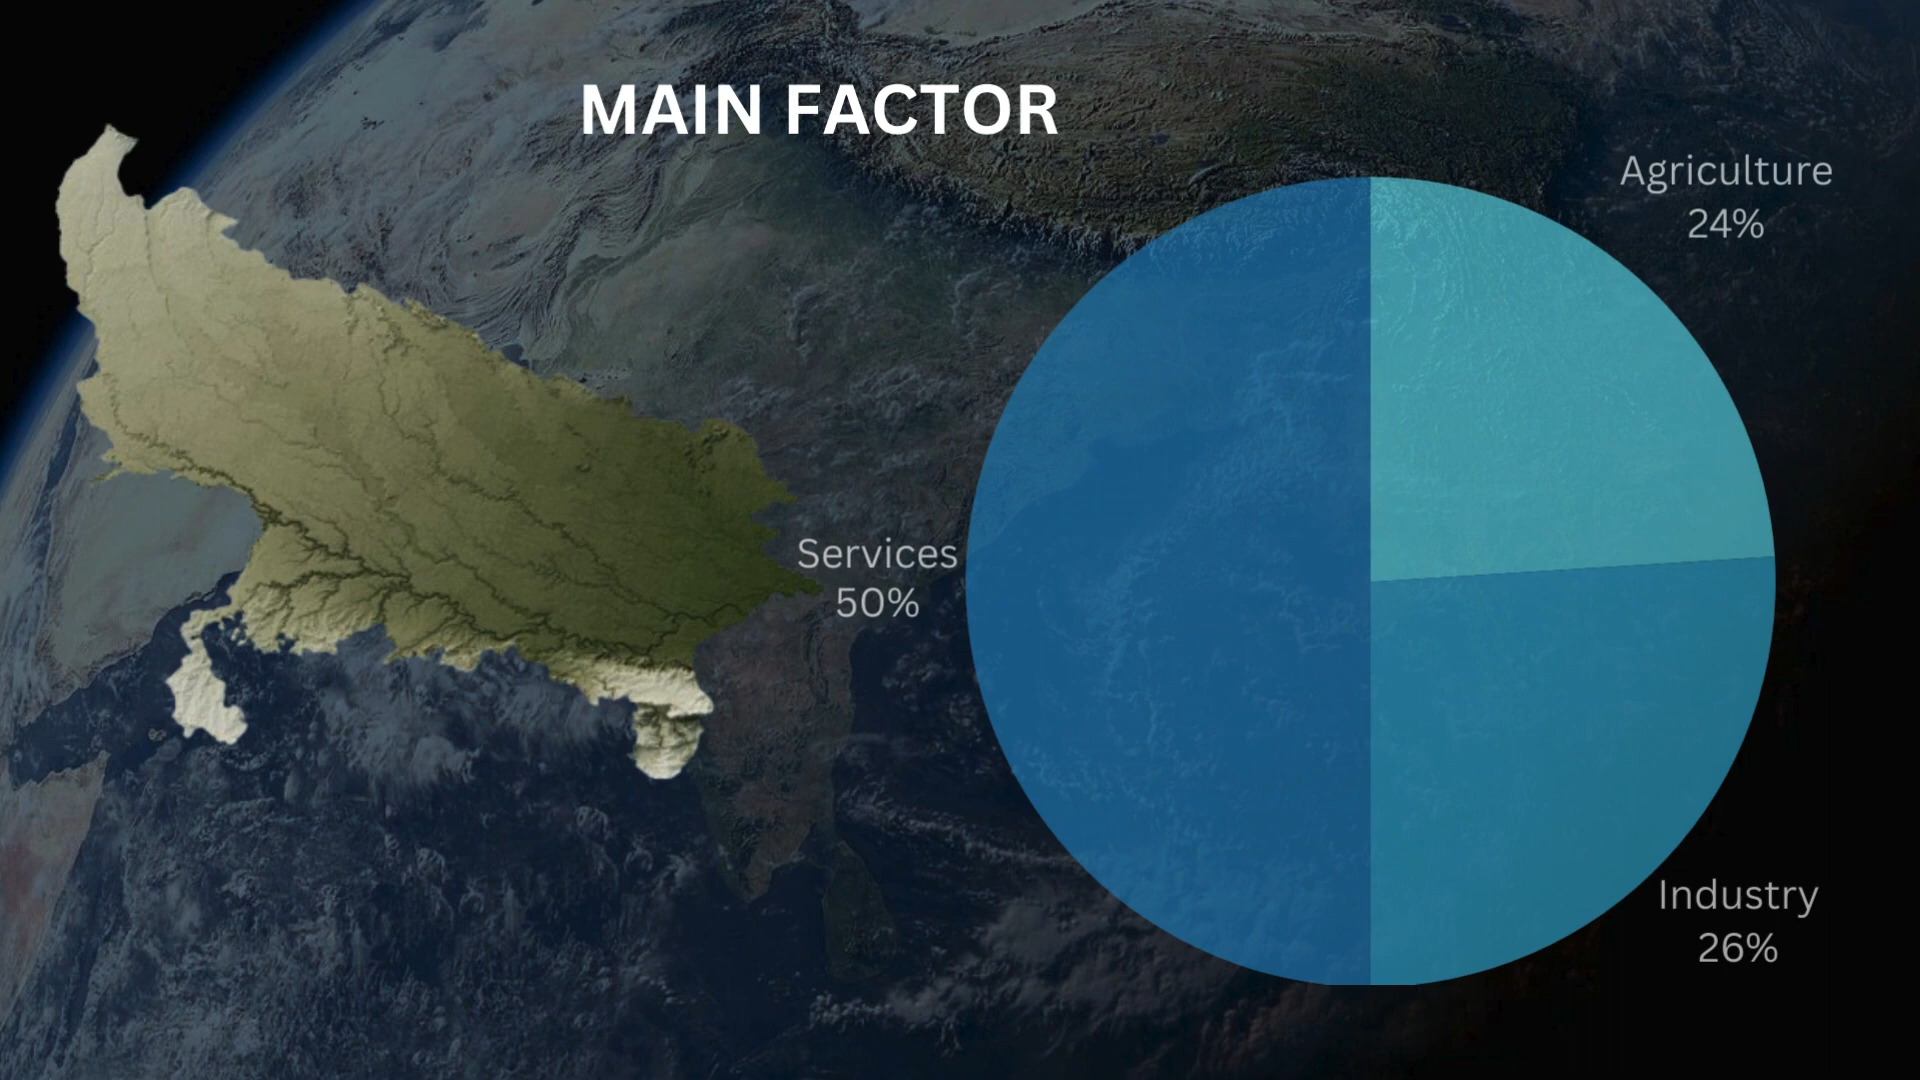 MAIN FACTOR
Agriculture
24%
Services
50%
Industry
26%